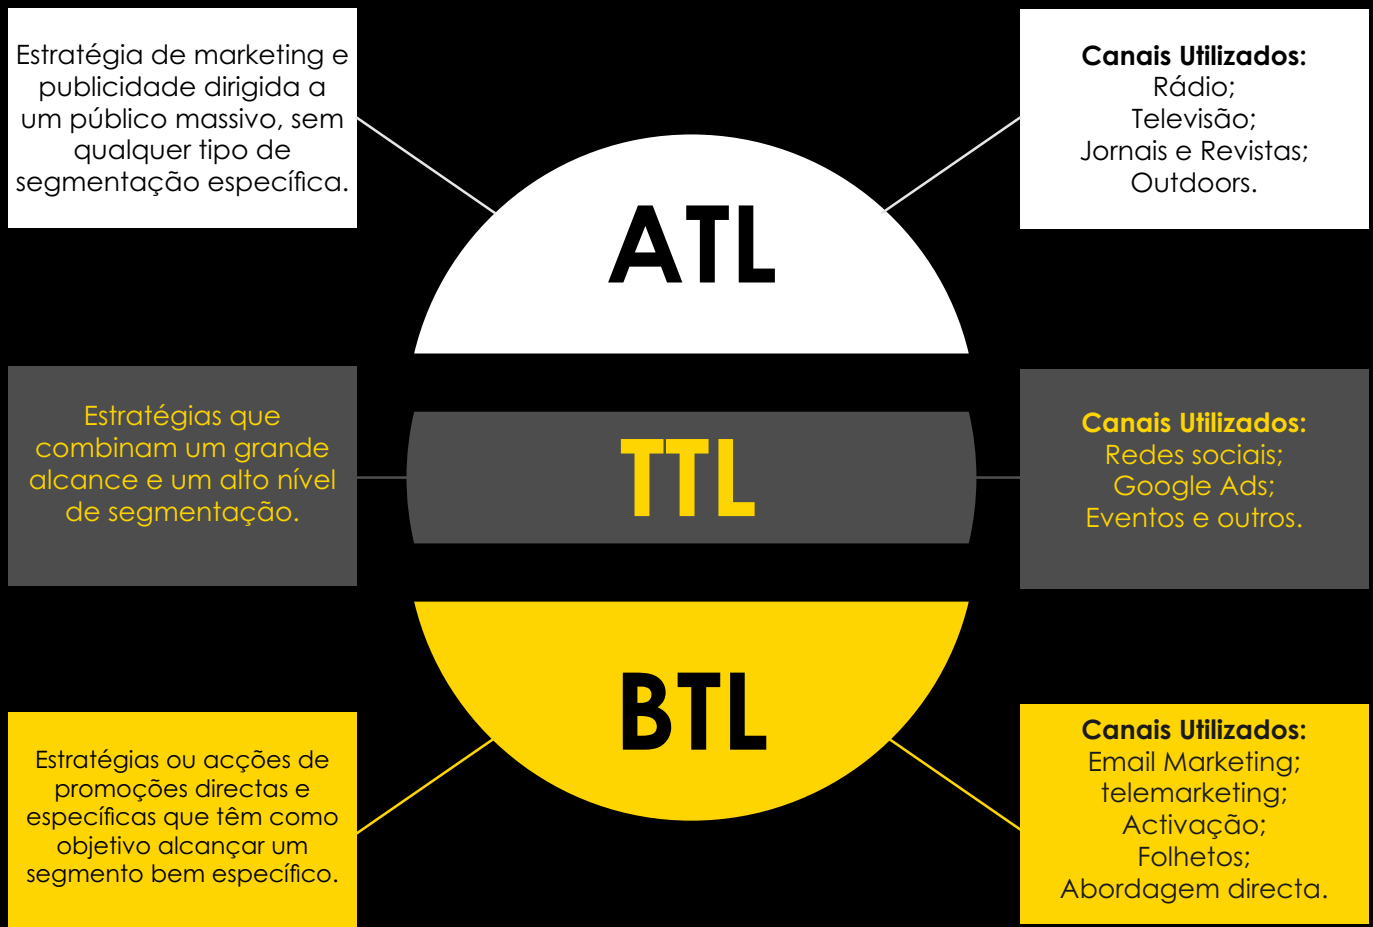 Estratégia de marketing e
publicidade dirigida a
um público massivo, sem
qualquer tipo de
segmentação específica.
ATL
Canais Utilizados:
Rádio;
Televisão;
Jornais e Revistas;
Outdoors.
Estratégias que
combinam um grande
alcance e um alto nível
de segmentação.
TTL
Canais Utilizados:
Redes sociais;
Google Ads;
Eventos e outros.
Estratégias ou acções de
promoções directas e
específicas que têm como
objetivo alcançar um
segmento bem específico.
BTL
Canais Utilizados:
Email Marketing;
telemarketing;
Activação;
Folhetos;
Abordagem directa.